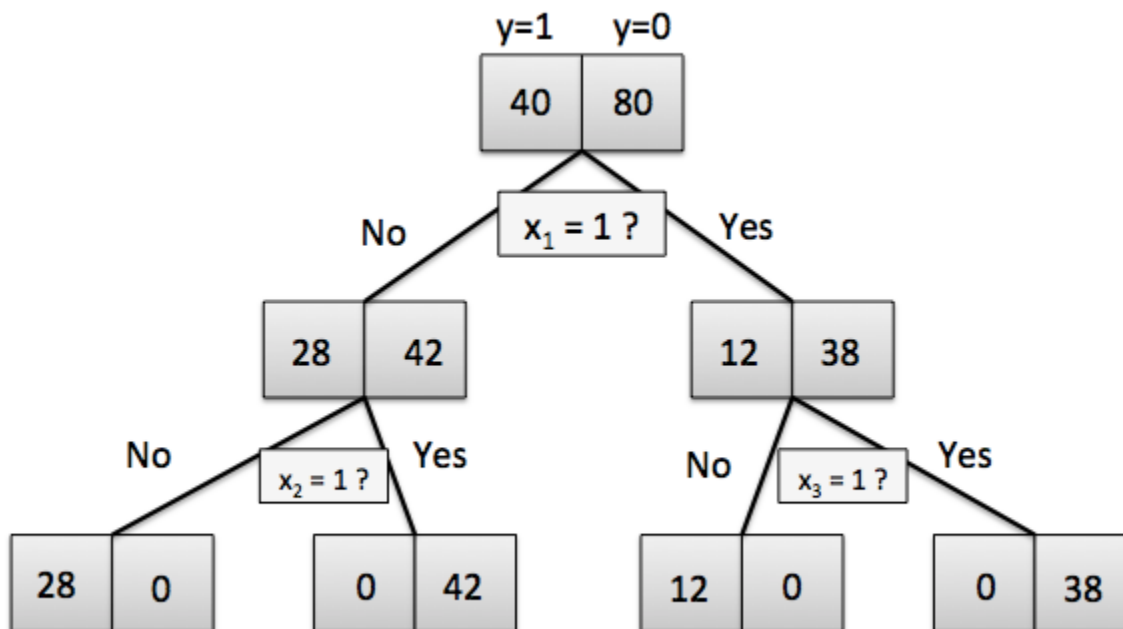 y=1 y=0
40 80
No x₁ = 1 ? Yes
28 42 12 38
No x₂ = 1 ? Yes No x₃ = 1 ? Yes
28 0 0 42 12 0 0 38